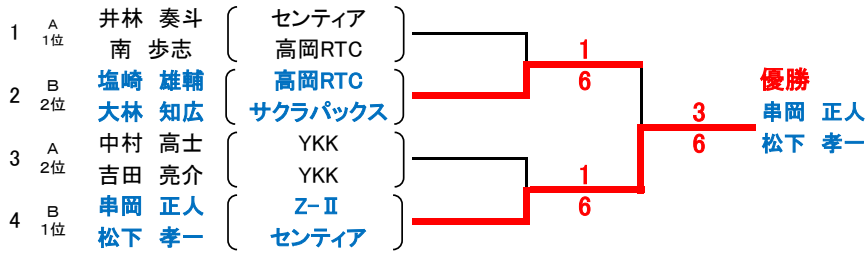 1 A 1位 井林 奏斗 センティア
南 歩志 高岡RTC
2 B 2位 塩崎 雄輔 高岡RTC
大林 知広 サクラパックス
3 A 2位 中村 高士 YKK
吉田 亮介 YKK
4 B 1位 串岡 正人 Z-Ⅱ
松下 孝一 センティア
1
6
1
6
3
6
優勝
串岡 正人
松下 孝一